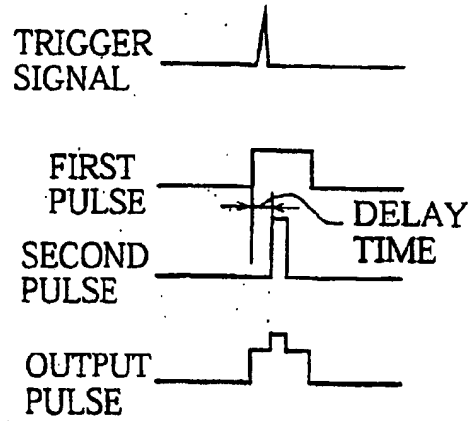 TRIGGER
SIGNAL
FIRST
PULSE
DELAY
TIME
SECOND
PULSE
OUTPUT
PULSE